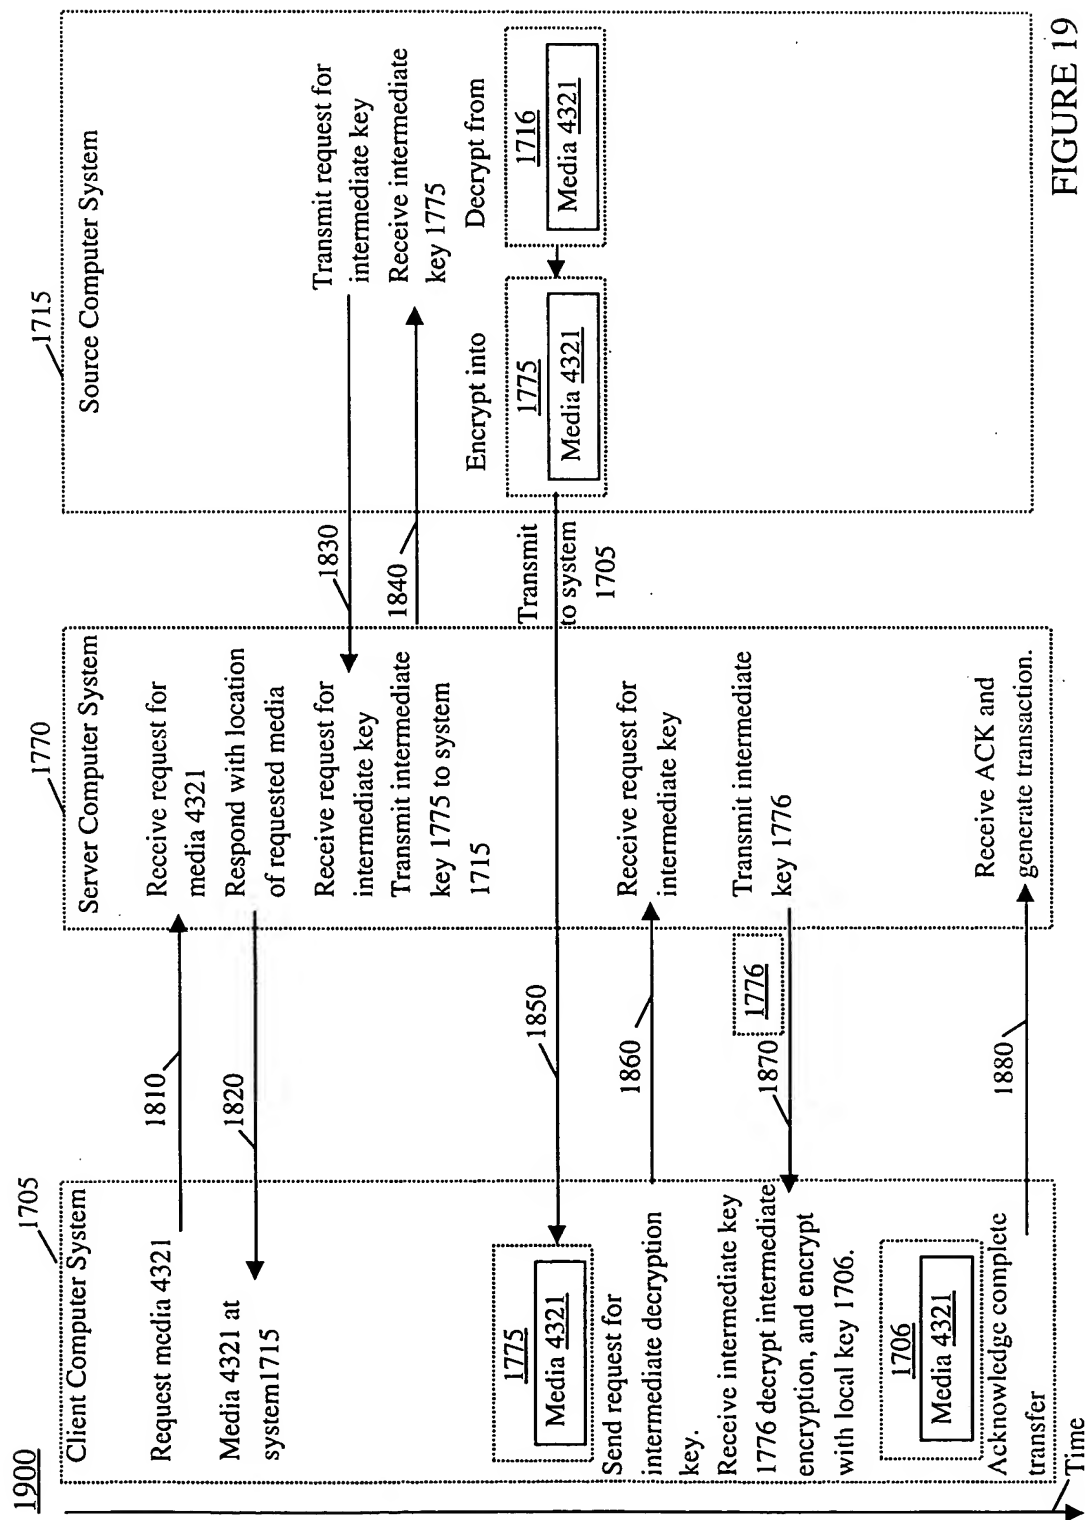 1900
1705
Client Computer System
Request media 4321
Media 4321 at
system1715
1775
Media 4321
Send request for
intermediate decryption
key.
Receive intermediate key
1776 decrypt intermediate
encryption, and encrypt
with local key 1706.
1706
Media 4321
Acknowledge complete
transfer
Time
1810
1820
1850
1860
1776
1870
1880
1770
Server Computer System
Receive request for
media 4321
Respond with location
of requested media
Receive request for
intermediate key
Transmit intermediate
key 1775 to system
1715
Receive request for
intermediate key
Transmit intermediate
key 1776
Receive ACK and
generate transaction.
1830
1840
Transmit
to system
1705
1715
Source Computer System
Transmit request for
intermediate key
Receive intermediate
key 1775
Encrypt into
1775
Media 4321
Decrypt from
1716
Media 4321
FIGURE 19